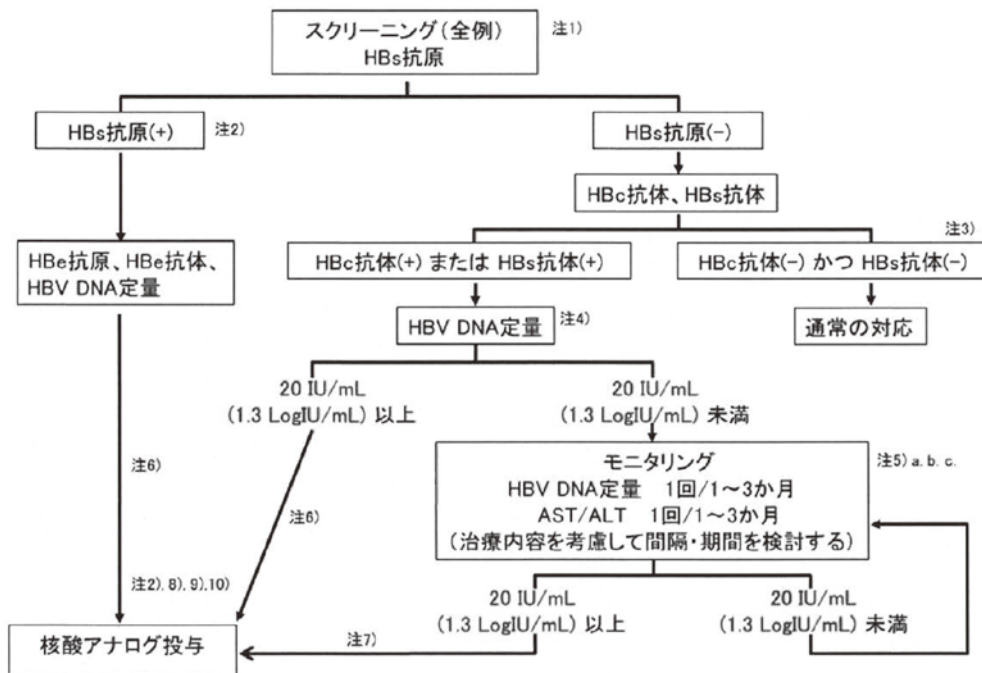 スクリーニング(全例)
HBs抗原
注1)
HBs抗原(+)
注2)
HBs抗原(-)
HBc抗体、HBs抗体
注3)
HBe抗原、HBe抗体、
HBV DNA定量
HBc抗体(+) または HBs抗体(+)
HBc抗体(-) かつ HBs抗体(-)
HBV DNA定量
注4)
通常の対応
20 IU/mL
(1.3 LogIU/mL) 以上
20 IU/mL
(1.3 LogIU/mL) 未満
モニタリング
HBV DNA定量 1回/1～3か月
AST/ALT 1回/1～3か月
(治療内容を考慮して間隔・期間を検討する)
注5) a. b. c.
注6)
注6)
注2). 8). 9).10)
20 IU/mL
(1.3 LogIU/mL) 以上
20 IU/mL
(1.3 LogIU/mL) 未満
注7)
核酸アナログ投与